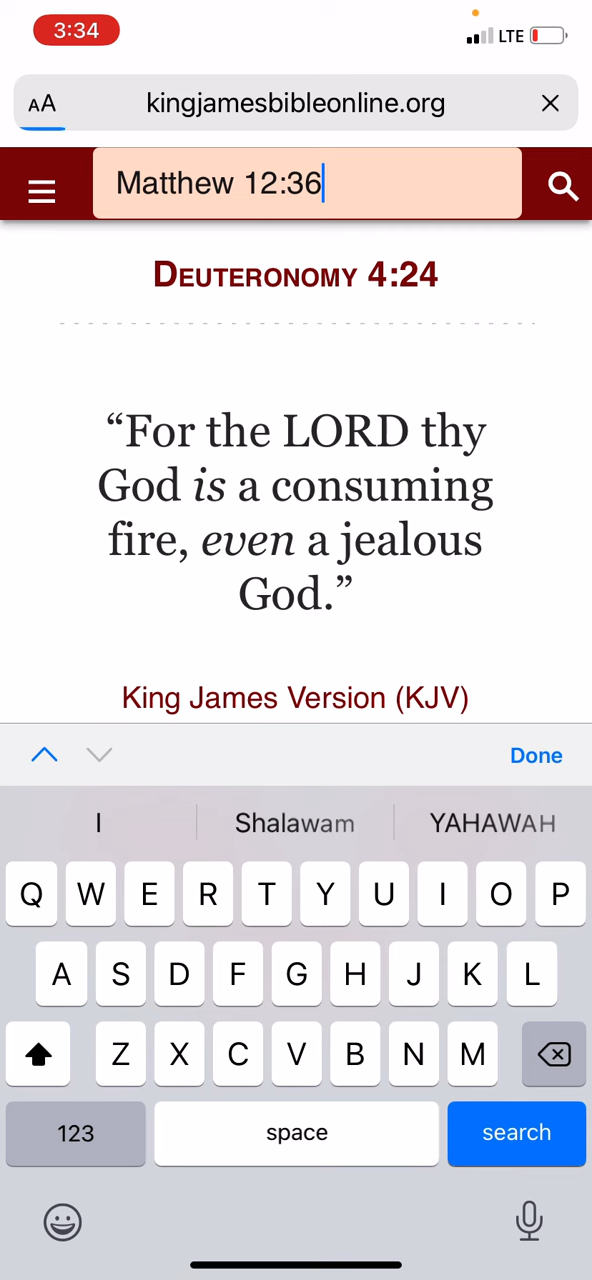 3:34
LTE
AA
kingjamesbibleonline.org
Matthew 12:36
DEUTERONOMY 4:24
“For the LORD thy
God is a consuming
fire, even a jealous
God.”
King James Version (KJV)
Done
I Shalawam YAHAWAH
Q W E R T Y U I O P
A S D F G H J K L
Z X C V B N M
123 space search